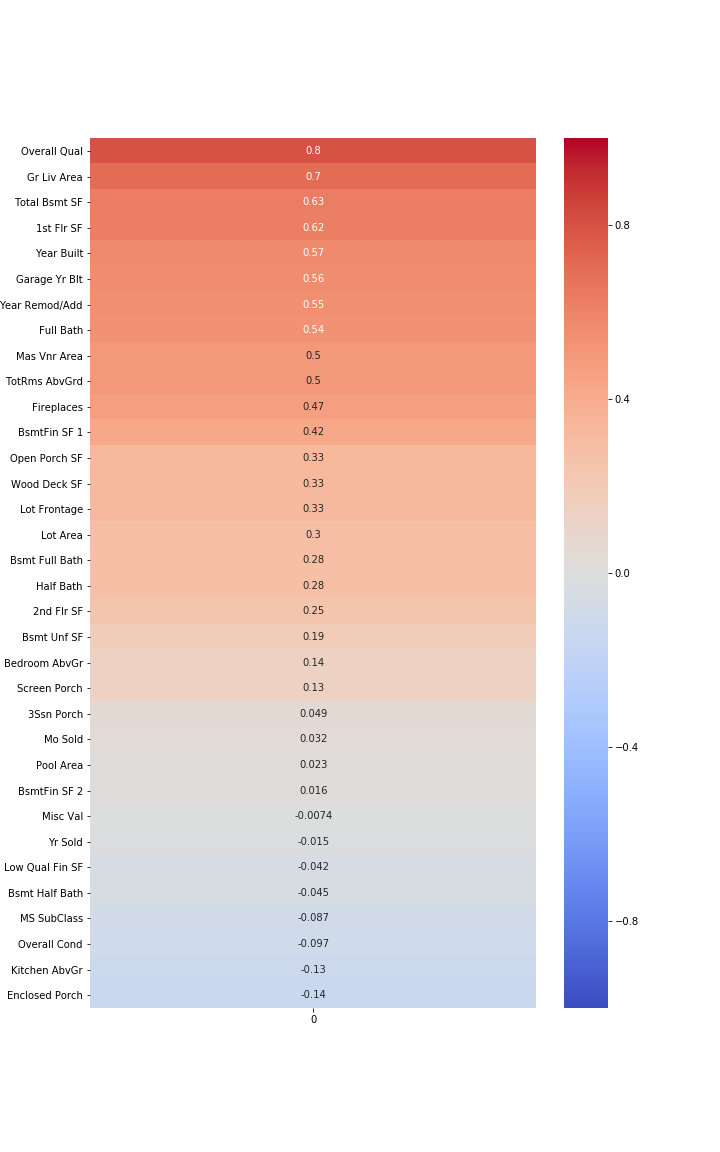 Overall Qual 0.8
Gr Liv Area 0.7
Total Bsmt SF 0.63
1st Flr SF 0.62
Year Built 0.57
Garage Yr Blt 0.56
Year Remod/Add 0.55
Full Bath 0.54
Mas Vnr Area 0.5
TotRms AbvGrd 0.5
Fireplaces 0.47
BsmtFin SF 1 0.42
Open Porch SF 0.33
Wood Deck SF 0.33
Lot Frontage 0.33
Lot Area 0.3
Bsmt Full Bath 0.28
Half Bath 0.28
2nd Flr SF 0.25
Bsmt Unf SF 0.19
Bedroom AbvGr 0.14
Screen Porch 0.13
3Ssn Porch 0.049
Mo Sold 0.032
Pool Area 0.023
BsmtFin SF 2 0.016
Misc Val -0.0074
Yr Sold -0.015
Low Qual Fin SF -0.042
Bsmt Half Bath -0.045
MS SubClass -0.087
Overall Cond -0.097
Kitchen AbvGr -0.13
Enclosed Porch -0.14
0
0.8
0.4
0.0
−0.4
−0.8